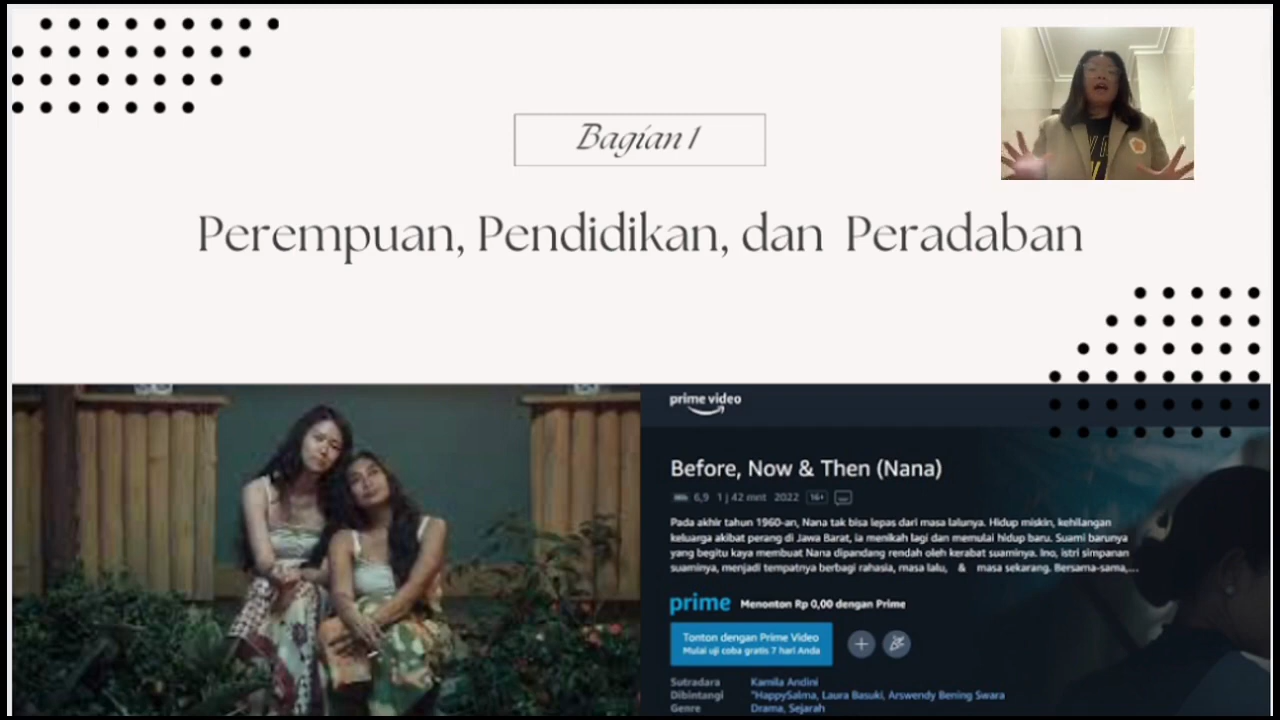 Bagian 1
Perempuan, Pendidikan, dan Peradaban
prime video
Before, Now & Then (Nana)
6,9 1 j 42 mnt 2022 16+
Pada akhir tahun 1960-an, Nana tak bisa lepas dari masa lalunya. Hidup miskin, kehilangan
keluarga akibat perang di Jawa Barat, ia menikah lagi dan memulai hidup baru. Suami barunya
yang begitu kaya membuat Nana dipandang rendah oleh kerabat suaminya. Ino, istri simpanan
suaminya, menjadi tempatnya berbagi rahasia, masa lalu, & masa sekarang. Bersama-sama,...
prime Menonton Rp 0,00 dengan Prime
Tonton dengan Prime Video
Mulai uji coba gratis 7 hari Anda
Sutradara Kamila Andini
Dibintangi "HappySalma, Laura Basuki, Arswendy Bening Swara
Genre Drama, Sejarah